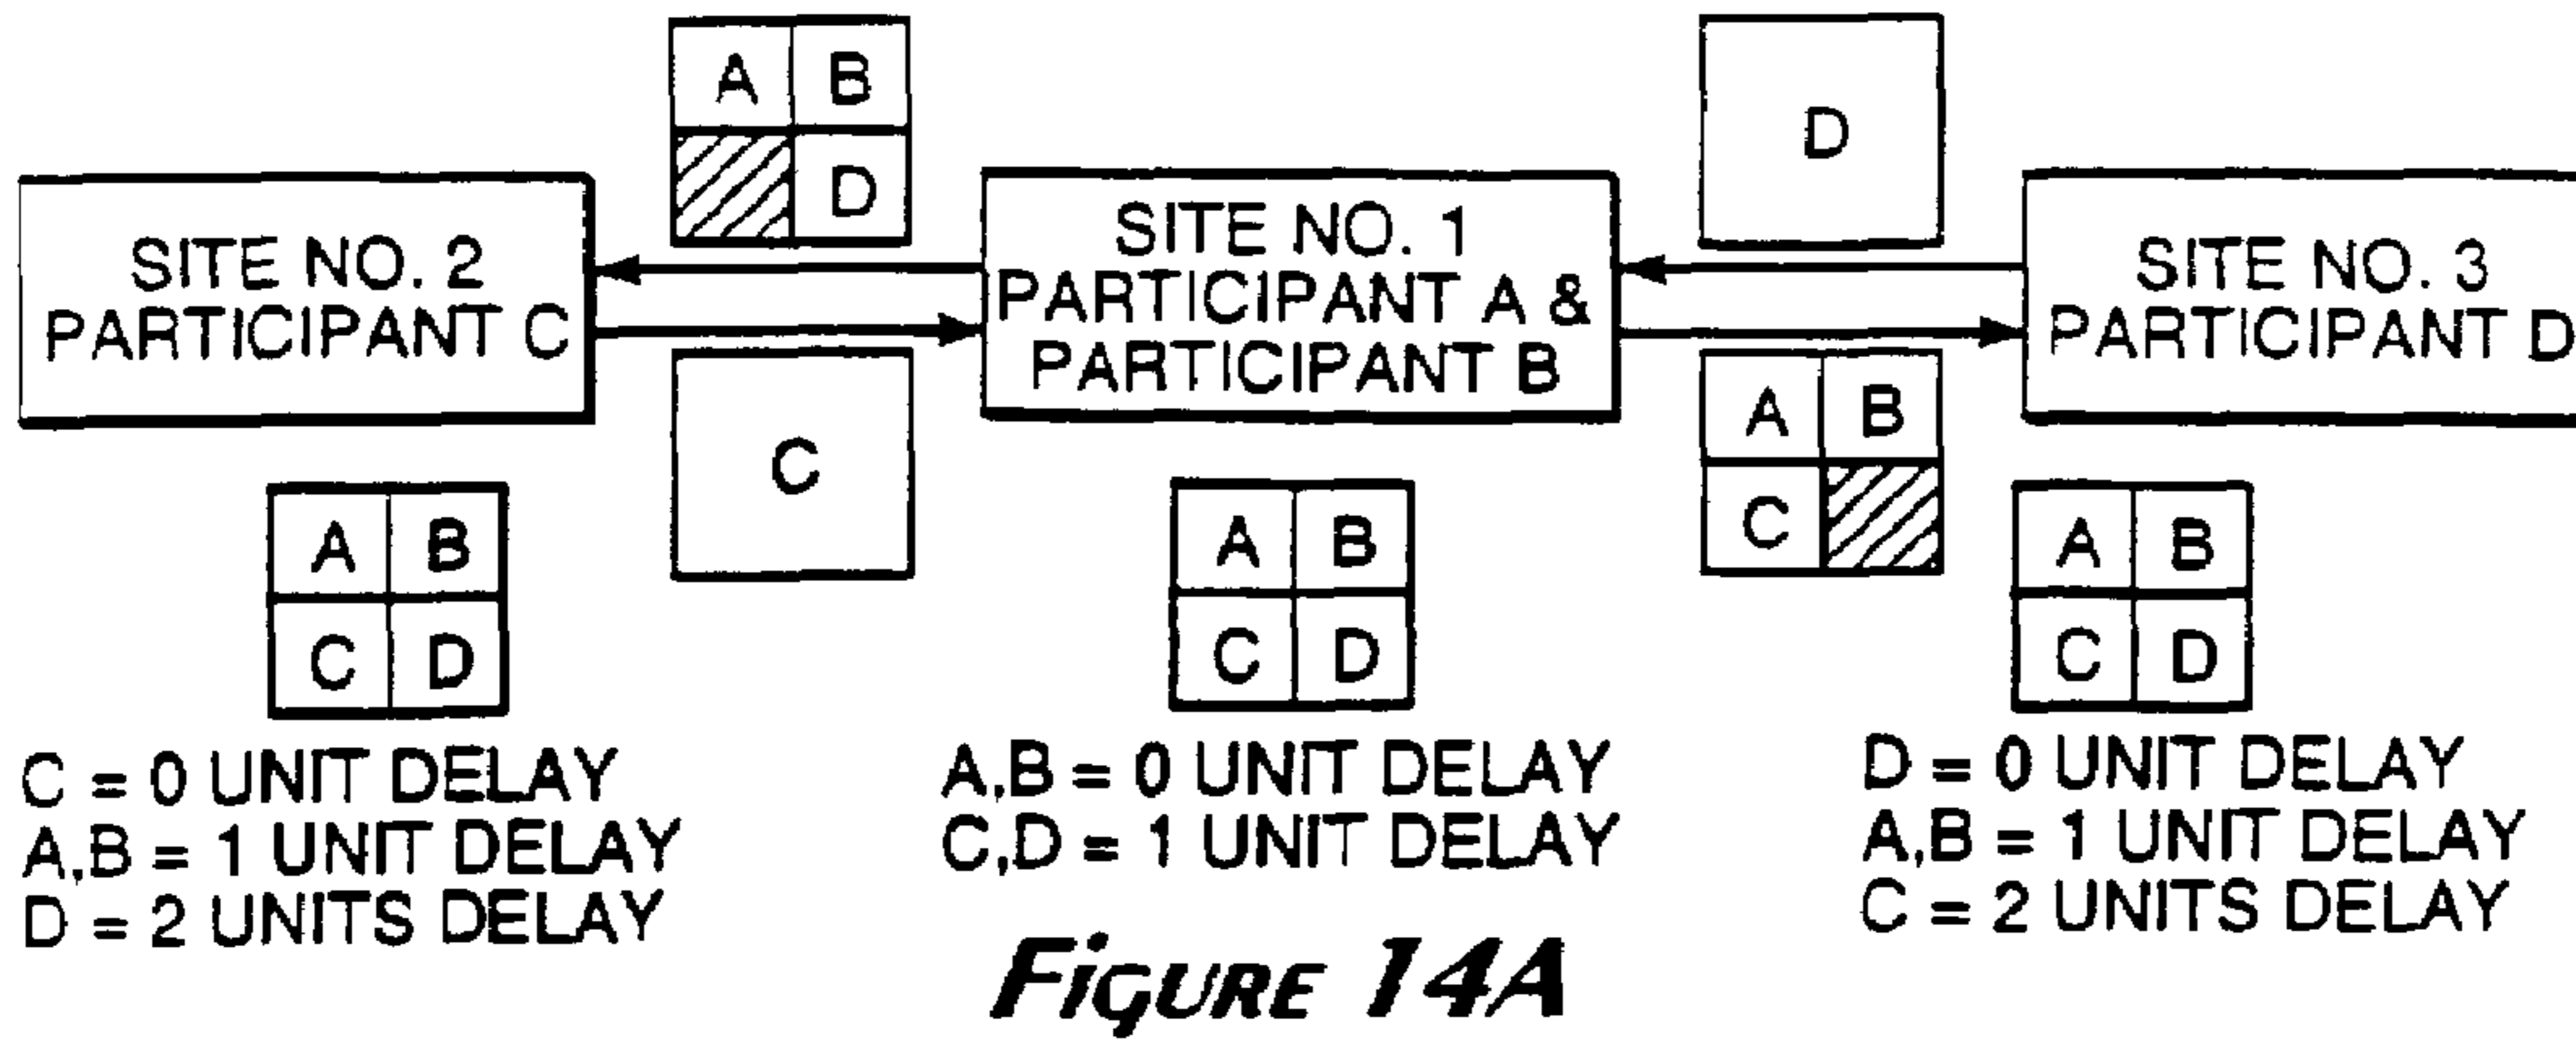 A B
D
D
SITE NO. 2
PARTICIPANT C
SITE NO. 1
PARTICIPANT A &
PARTICIPANT B
SITE NO. 3
PARTICIPANT D
C
A B
C
A B
C D
A B
C D
A B
C D
C = 0 UNIT DELAY
A,B = 1 UNIT DELAY
D = 2 UNITS DELAY
A,B = 0 UNIT DELAY
C,D = 1 UNIT DELAY
D = 0 UNIT DELAY
A,B = 1 UNIT DELAY
C = 2 UNITS DELAY
FIGURE 14A